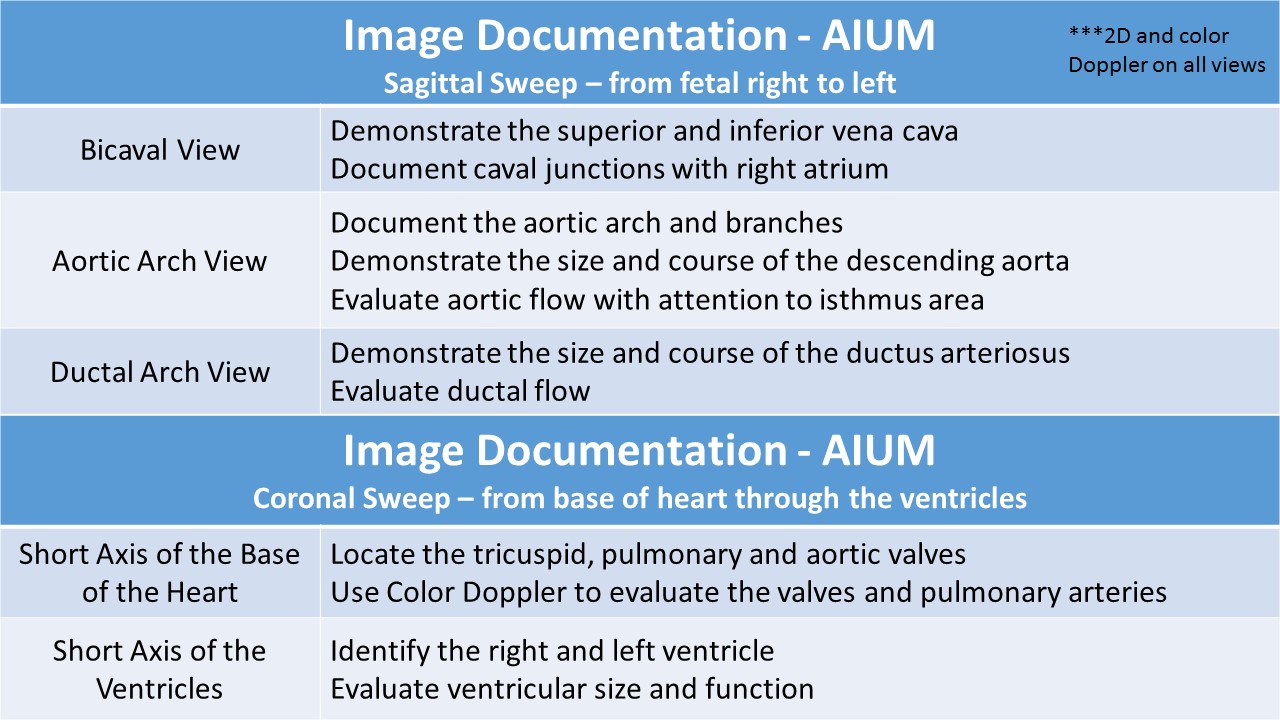 Image Documentation - AIUM
Sagittal Sweep – from fetal right to left
***2D and color
Doppler on all views
Bicaval View
Demonstrate the superior and inferior vena cava
Document caval junctions with right atrium
Aortic Arch View
Document the aortic arch and branches
Demonstrate the size and course of the descending aorta
Evaluate aortic flow with attention to isthmus area
Ductal Arch View
Demonstrate the size and course of the ductus arteriosus
Evaluate ductal flow
Image Documentation - AIUM
Coronal Sweep – from base of heart through the ventricles
Short Axis of the Base
of the Heart
Locate the tricuspid, pulmonary and aortic valves
Use Color Doppler to evaluate the valves and pulmonary arteries
Short Axis of the
Ventricles
Identify the right and left ventricle
Evaluate ventricular size and function